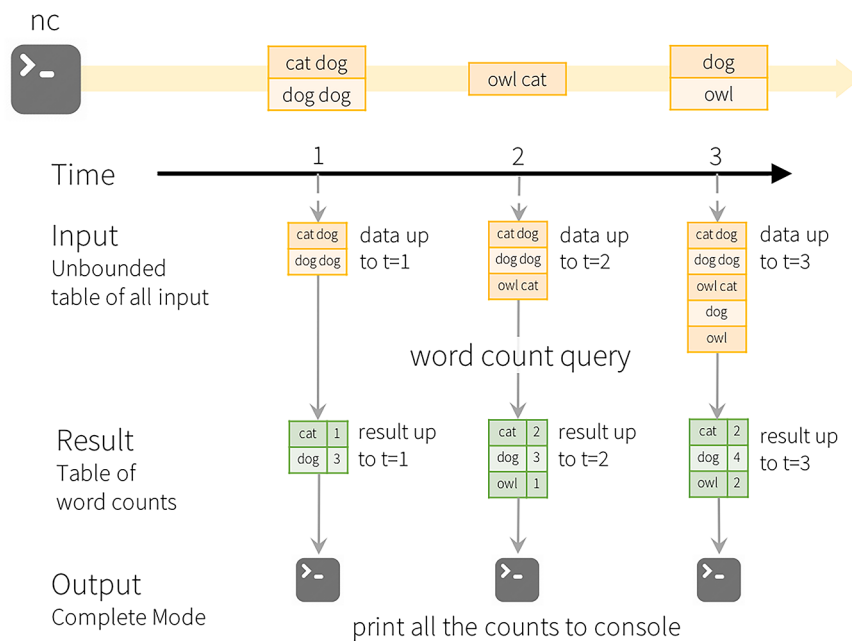 nc
cat dog
dog dog
owl cat
dog
owl
Time
1
2
3
Input
Unbounded
table of all input
cat dog
dog dog
data up
to t=1
cat dog
dog dog
owl cat
data up
to t=2
cat dog
dog dog
owl cat
dog
owl
data up
to t=3
word count query
Result
Table of
word counts
cat 1
dog 3
result up
to t=1
cat 2
dog 3
owl 1
result up
to t=2
cat 2
dog 4
owl 2
result up
to t=3
Output
Complete Mode
print all the counts to console